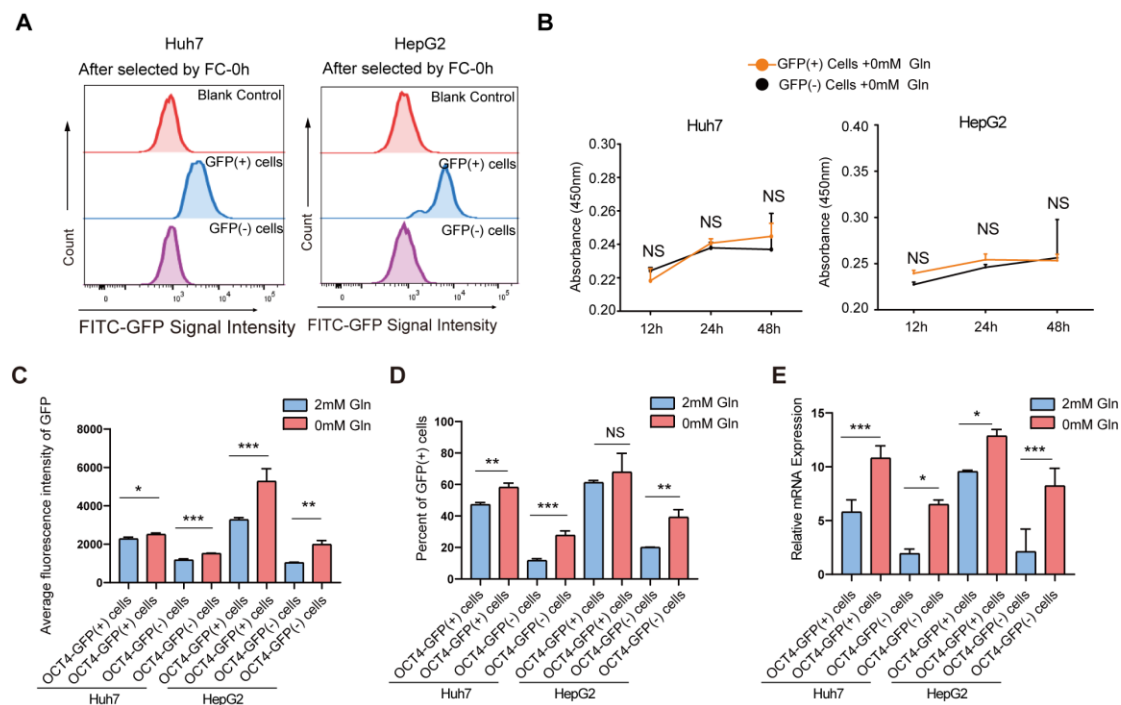 A
Huh7
After selected by FC-0h
Blank Control
GFP(+) cells
GFP(-) cells
Count
0 10³ 10⁴ 10⁵
FITC-GFP Signal Intensity
HepG2
After selected by FC-0h
Blank Control
GFP(+) cells
GFP(-) cells
Count
0 10³ 10⁴ 10⁵
FITC-GFP Signal Intensity
B
GFP(+) Cells +0mM Gln
GFP(-) Cells +0mM Gln
Huh7
Absorbance (450nm)
0.30
0.28
0.26
0.24
0.22
0.20
NS
NS
NS
12h 24h 48h
HepG2
Absorbance (450nm)
0.40
0.35
0.30
0.25
0.20
NS
NS
NS
12h 24h 48h
C
2mM Gln
0mM Gln
Average fluorescence intensity of GFP
8000
6000
4000
2000
0
*
***
***
**
OCT4-GFP(+) cells
OCT4-GFP(+) cells
OCT4-GFP(-) cells
OCT4-GFP(-) cells
OCT4-GFP(+) cells
OCT4-GFP(+) cells
OCT4-GFP(-) cells
OCT4-GFP(-) cells
Huh7
HepG2
D
2mM Gln
0mM Gln
Percent of GFP(+) cells
100
80
60
40
20
0
**
***
NS
**
OCT4-GFP(+) cells
OCT4-GFP(+) cells
OCT4-GFP(-) cells
OCT4-GFP(-) cells
OCT4-GFP(+) cells
OCT4-GFP(+) cells
OCT4-GFP(-) cells
OCT4-GFP(-) cells
Huh7
HepG2
E
2mM Gln
0mM Gln
Relative mRNA Expression
15
10
5
0
***
*
*
***
OCT4-GFP(+) cells
OCT4-GFP(+) cells
OCT4-GFP(-) cells
OCT4-GFP(-) cells
OCT4-GFP(+) cells
OCT4-GFP(+) cells
OCT4-GFP(-) cells
OCT4-GFP(-) cells
Huh7
HepG2